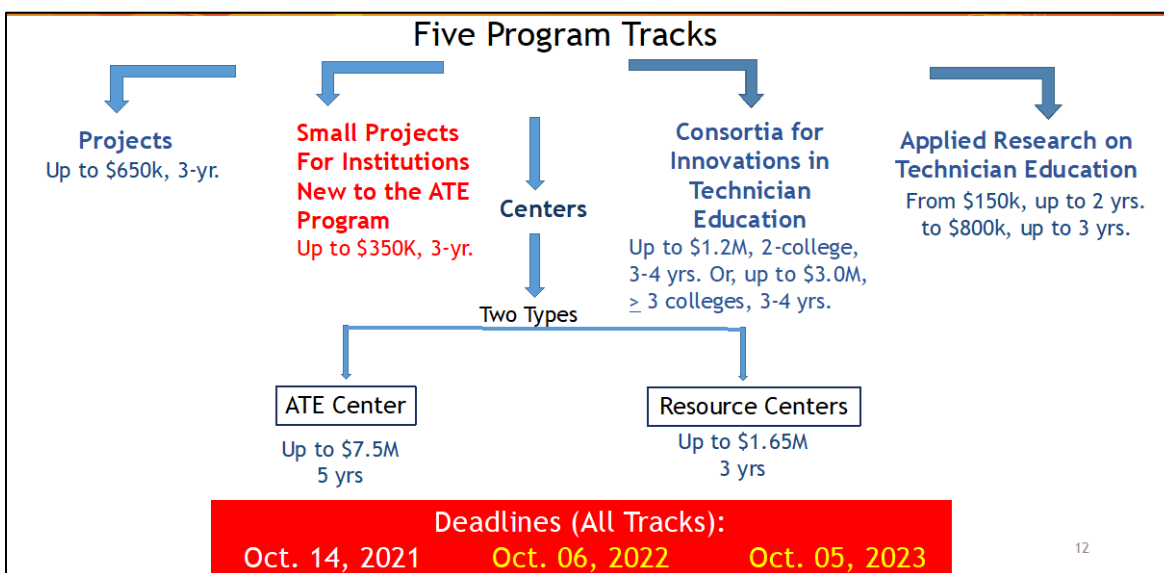 Five Program Tracks
Projects
Up to $650k, 3-yr.
Small Projects
For Institutions
New to the ATE
Program
Up to $350K, 3-yr.
Centers
Consortia for
Innovations in
Technician
Education
Up to $1.2M, 2-college,
3-4 yrs. Or, up to $3.0M,
≥ 3 colleges, 3-4 yrs.
Applied Research on
Technician Education
From $150k, up to 2 yrs.
to $800k, up to 3 yrs.
Two Types
ATE Center
Up to $7.5M
5 yrs
Resource Centers
Up to $1.65M
3 yrs
Deadlines (All Tracks):
Oct. 14, 2021 Oct. 06, 2022 Oct. 05, 2023
12